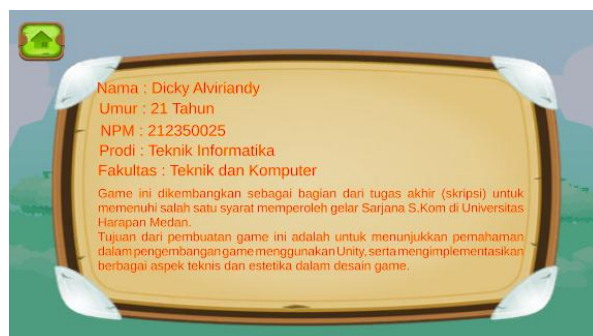 Nama : Dicky Alviriandy
Umur : 21 Tahun
NPM : 212350025
Prodi : Teknik Informatika
Fakultas : Teknik dan Komputer
Game ini dikembangkan sebagai bagian dari tugas akhir (skripsi) untuk
memenuhi salah satu syarat memperoleh gelar Sarjana S.Kom di Universitas
Harapan Medan.
Tujuan dari pembuatan game ini adalah untuk menunjukkan pemahaman
dalam pengembangan game menggunakan Unity, serta mengimplementasikan
berbagai aspek teknis dan estetika dalam desain game.